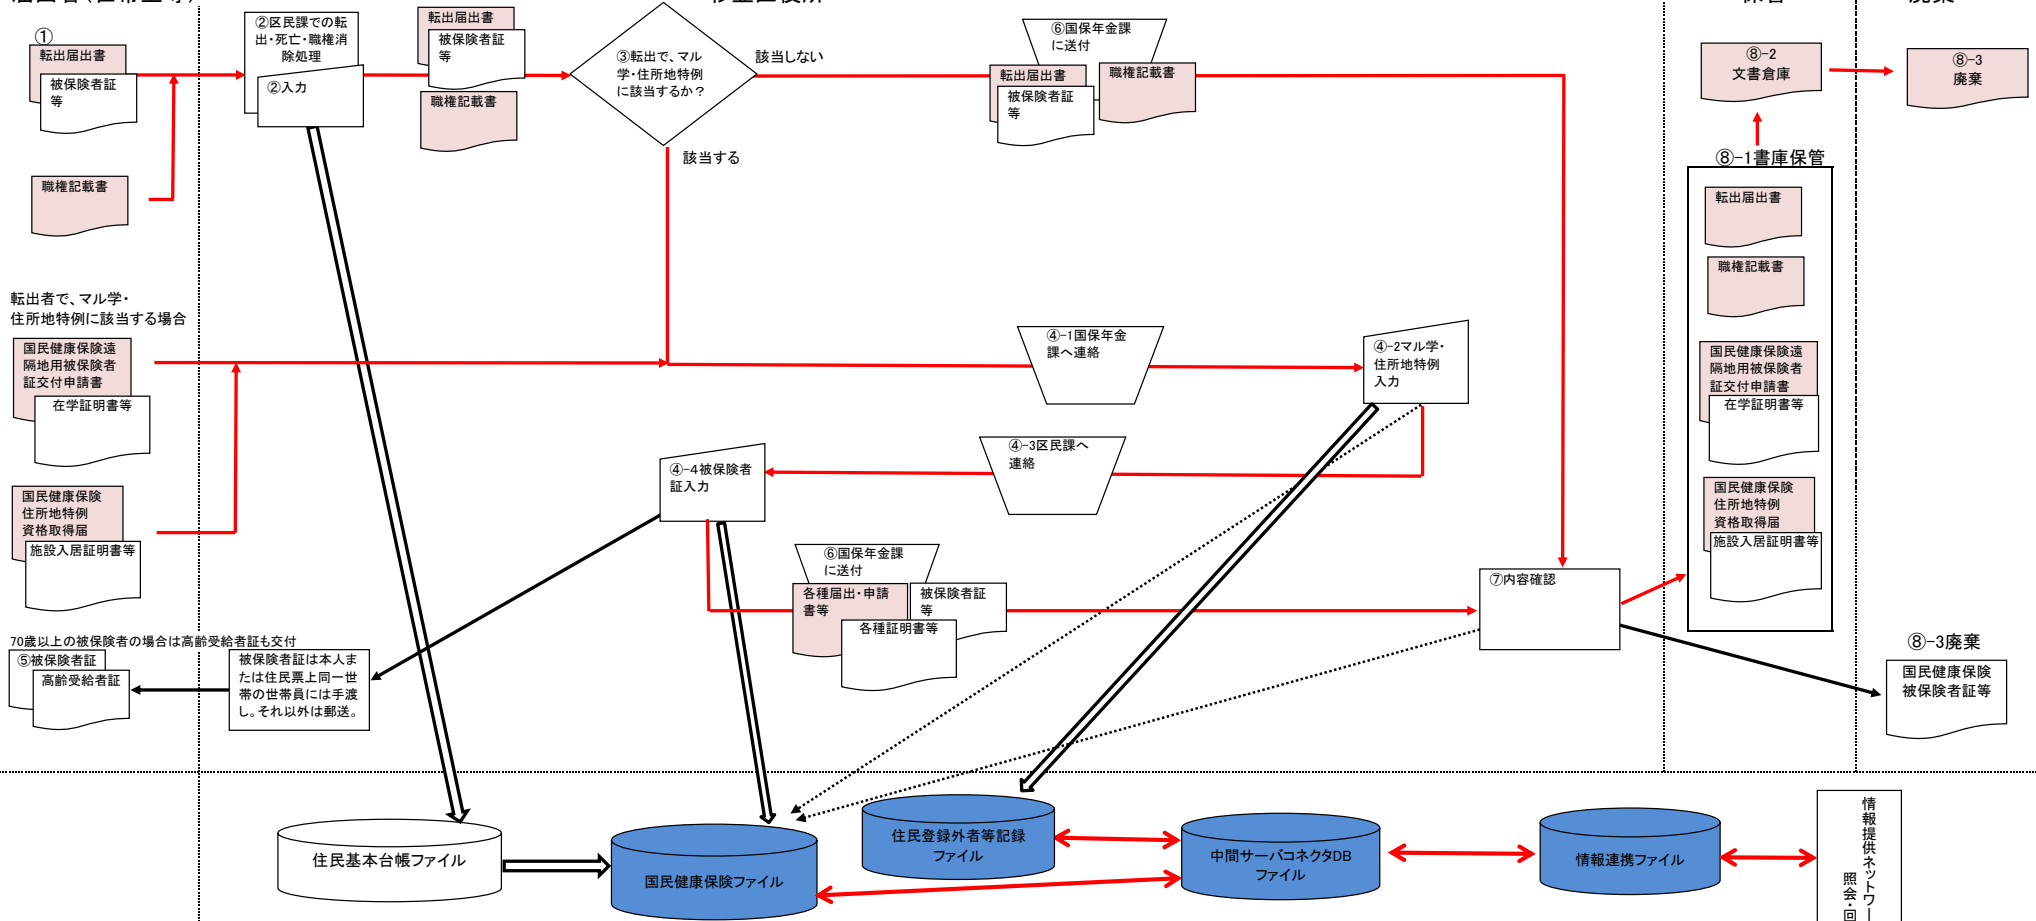 ①
転出届出書
被保険者証
等
職権記載書
②区民課での転
出・死亡・職権消
除処理
②入力
転出届出書
被保険者証
等
職権記載書
③転出で、マル
学・住所地特例
に該当するか？
該当しない
該当する
⑥国保年金課
に送付
転出届出書
被保険者証
等
職権記載書
⑧-2
文書倉庫
⑧-3
廃棄
⑧-1書庫保管
転出届出書
職権記載書
国民健康保険遠
隔地用被保険者
証交付申請書
在学証明書等
国民健康保険
住所地特例
資格取得届
施設入居証明書等
転出者で、マル学・
住所地特例に該当する場合
国民健康保険遠
隔地用被保険者
証交付申請書
在学証明書等
国民健康保険
住所地特例
資格取得届
施設入居証明書等
④-1国保年金
課へ連絡
④-2マル学・
住所地特例
入力
④-3区民課へ
連絡
④-4被保険者
証入力
⑥国保年金課
に送付
各種届出・申請
書等
被保険者証
等
各種証明書等
⑦内容確認
70歳以上の被保険者の場合は高齢受給者証も交付
⑤被保険者証
高齢受給者証
被保険者証は本人ま
たは住民票上同一世
帯の世帯員には手渡
し。それ以外は郵送。
⑧-3廃棄
国民健康保険
被保険者証等
住民基本台帳ファイル
国民健康保険ファイル
住民登録外者等記録
ファイル
中間サーバコネクタDB
ファイル
情報連携ファイル
情報提供ネットワー
照会・回